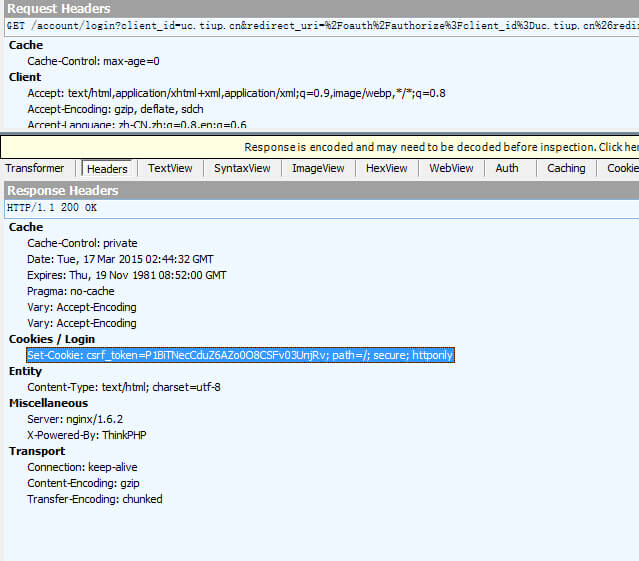 Request Headers
GET /account/login?client_id=uc.tiup.cn&redirect_uri=%2Foauth%2Fauthorize%3Fclient_id%3Duc.tiup.cn%26redirec
Cache
Cache-Control: max-age=0
Client
Accept: text/html,application/xhtml+xml,application/xml;q=0.9,image/webp,*/*;q=0.8
Accept-Encoding: gzip, deflate, sdch
Accept-Language: zh-CN,zh;q=0.8,en;q=0.6
Response is encoded and may need to be decoded before inspection. Click her
Transformer Headers TextView SyntaxView ImageView HexView WebView Auth Caching Cookie
Response Headers
HTTP/1.1 200 OK
Cache
Cache-Control: private
Date: Tue, 17 Mar 2015 02:44:32 GMT
Expires: Thu, 19 Nov 1981 08:52:00 GMT
Pragma: no-cache
Vary: Accept-Encoding
Vary: Accept-Encoding
Cookies / Login
Set-Cookie: csrf_token=P1BiTNecCduZ6AZo0O8CSFv03UnjRv; path=/; secure; httponly
Entity
Content-Type: text/html; charset=utf-8
Miscellaneous
Server: nginx/1.6.2
X-Powered-By: ThinkPHP
Transport
Connection: keep-alive
Content-Encoding: gzip
Transfer-Encoding: chunked